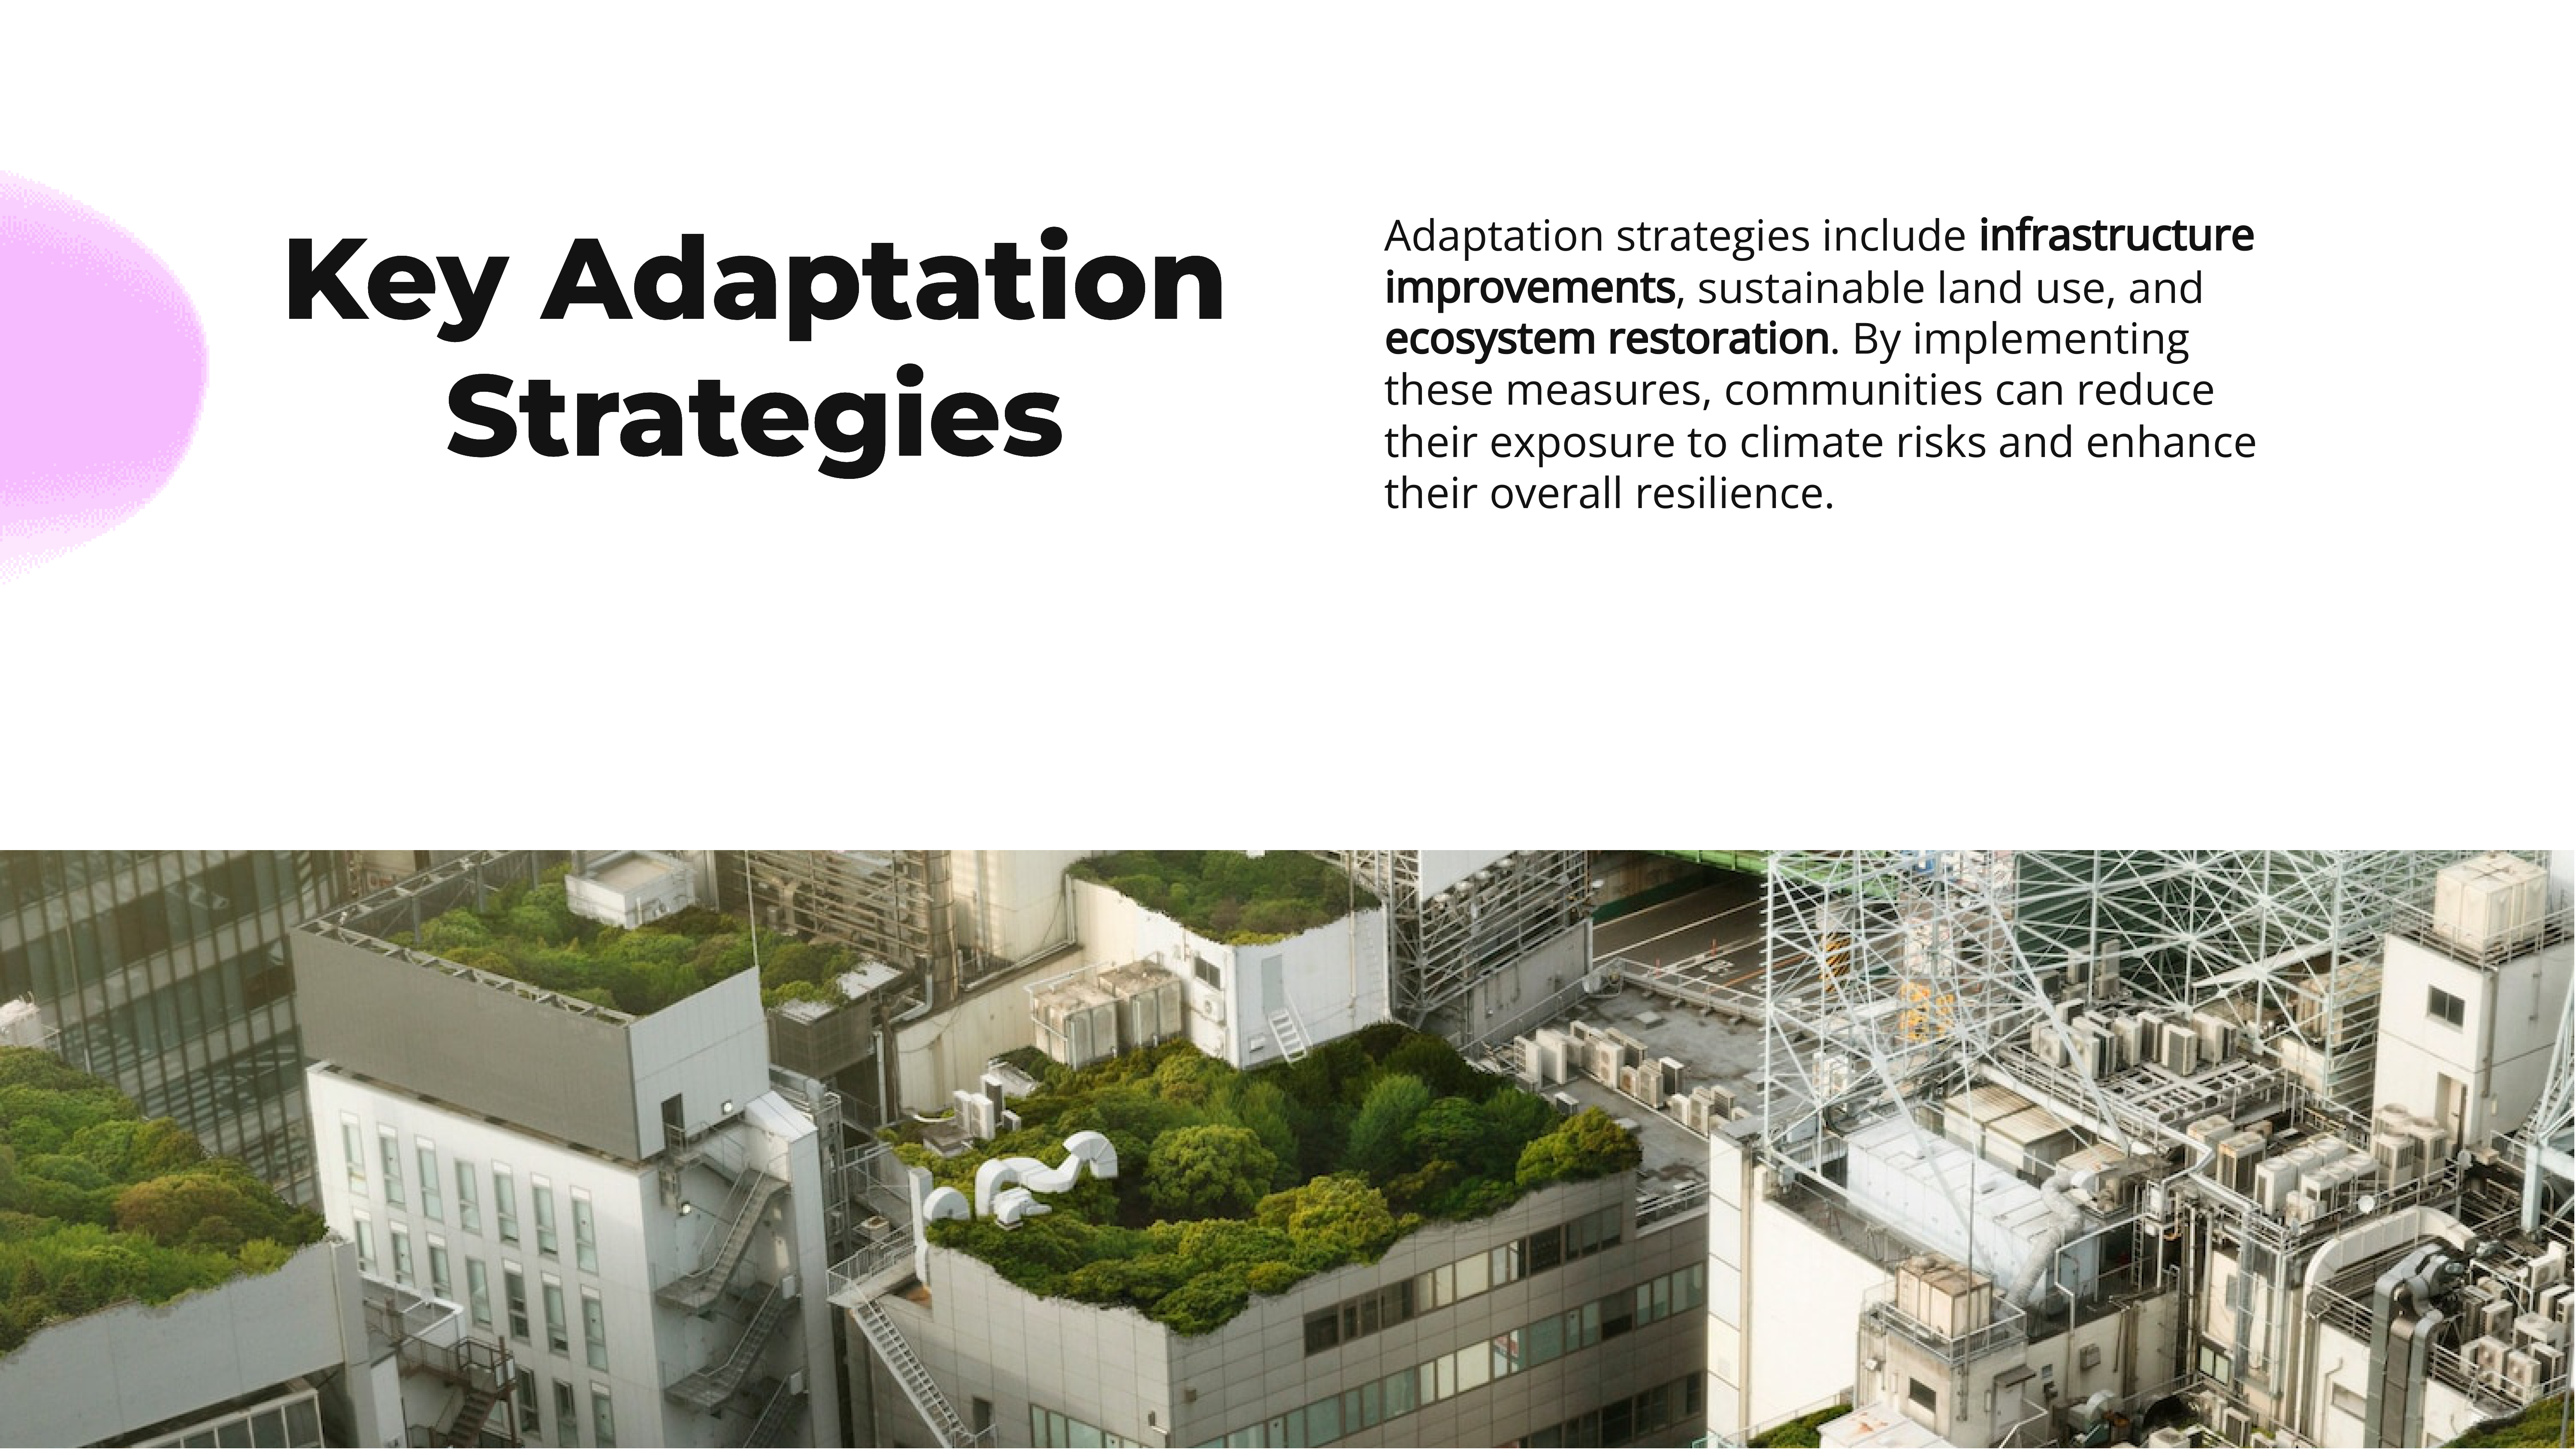 Key Adaptation
Strategies
Adaptation strategies include infrastructure
improvements, sustainable land use, and
ecosystem restoration. By implementing
these measures, communities can reduce
their exposure to climate risks and enhance
their overall resilience.